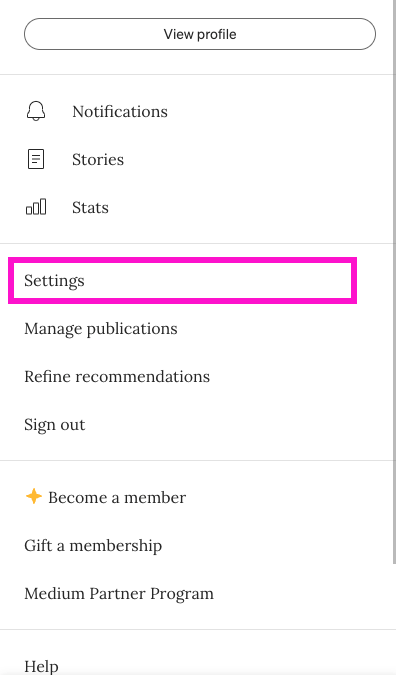 View profile
Notifications
Stories
Stats
Settings
Manage publications
Refine recommendations
Sign out
Become a member
Gift a membership
Medium Partner Program
Help